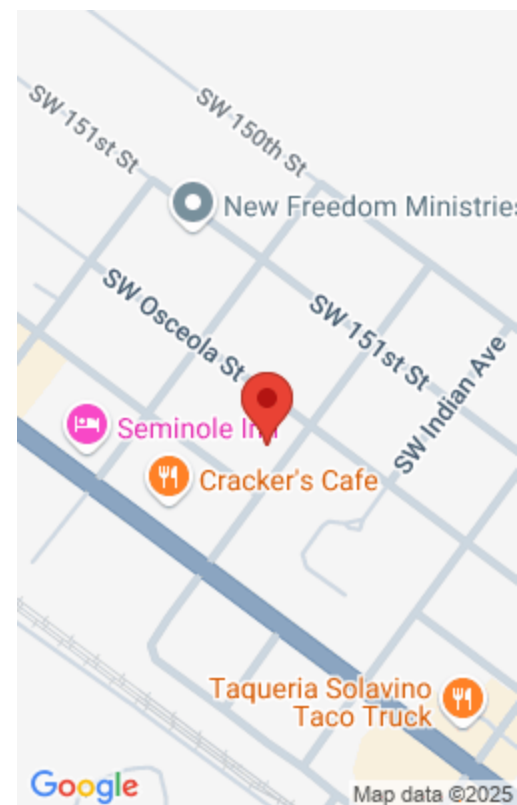 SW 150th St
SW 151st St
New Freedom Ministries
SW Osceola St
SW 151st St
SW Indian Ave
Seminole Inn
Cracker's Cafe
Taqueria Solavino
Taco Truck
Google
Map data ©2025